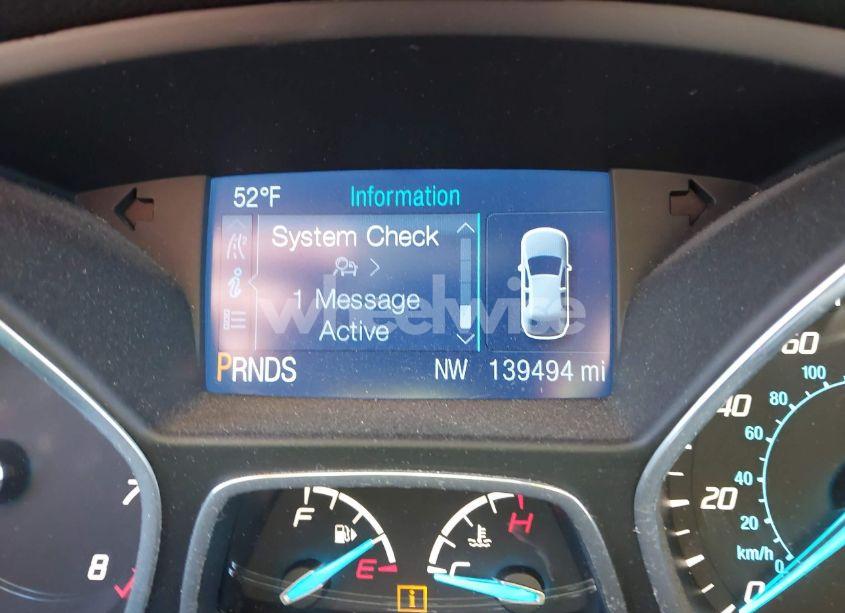 52°F Information
System Check
1 Message
Active
wheelwise
PRNDS NW 139494 mi
F
E
H
C
i
7
8
60
40
20
0
100
80
60
40
20
0
km/h